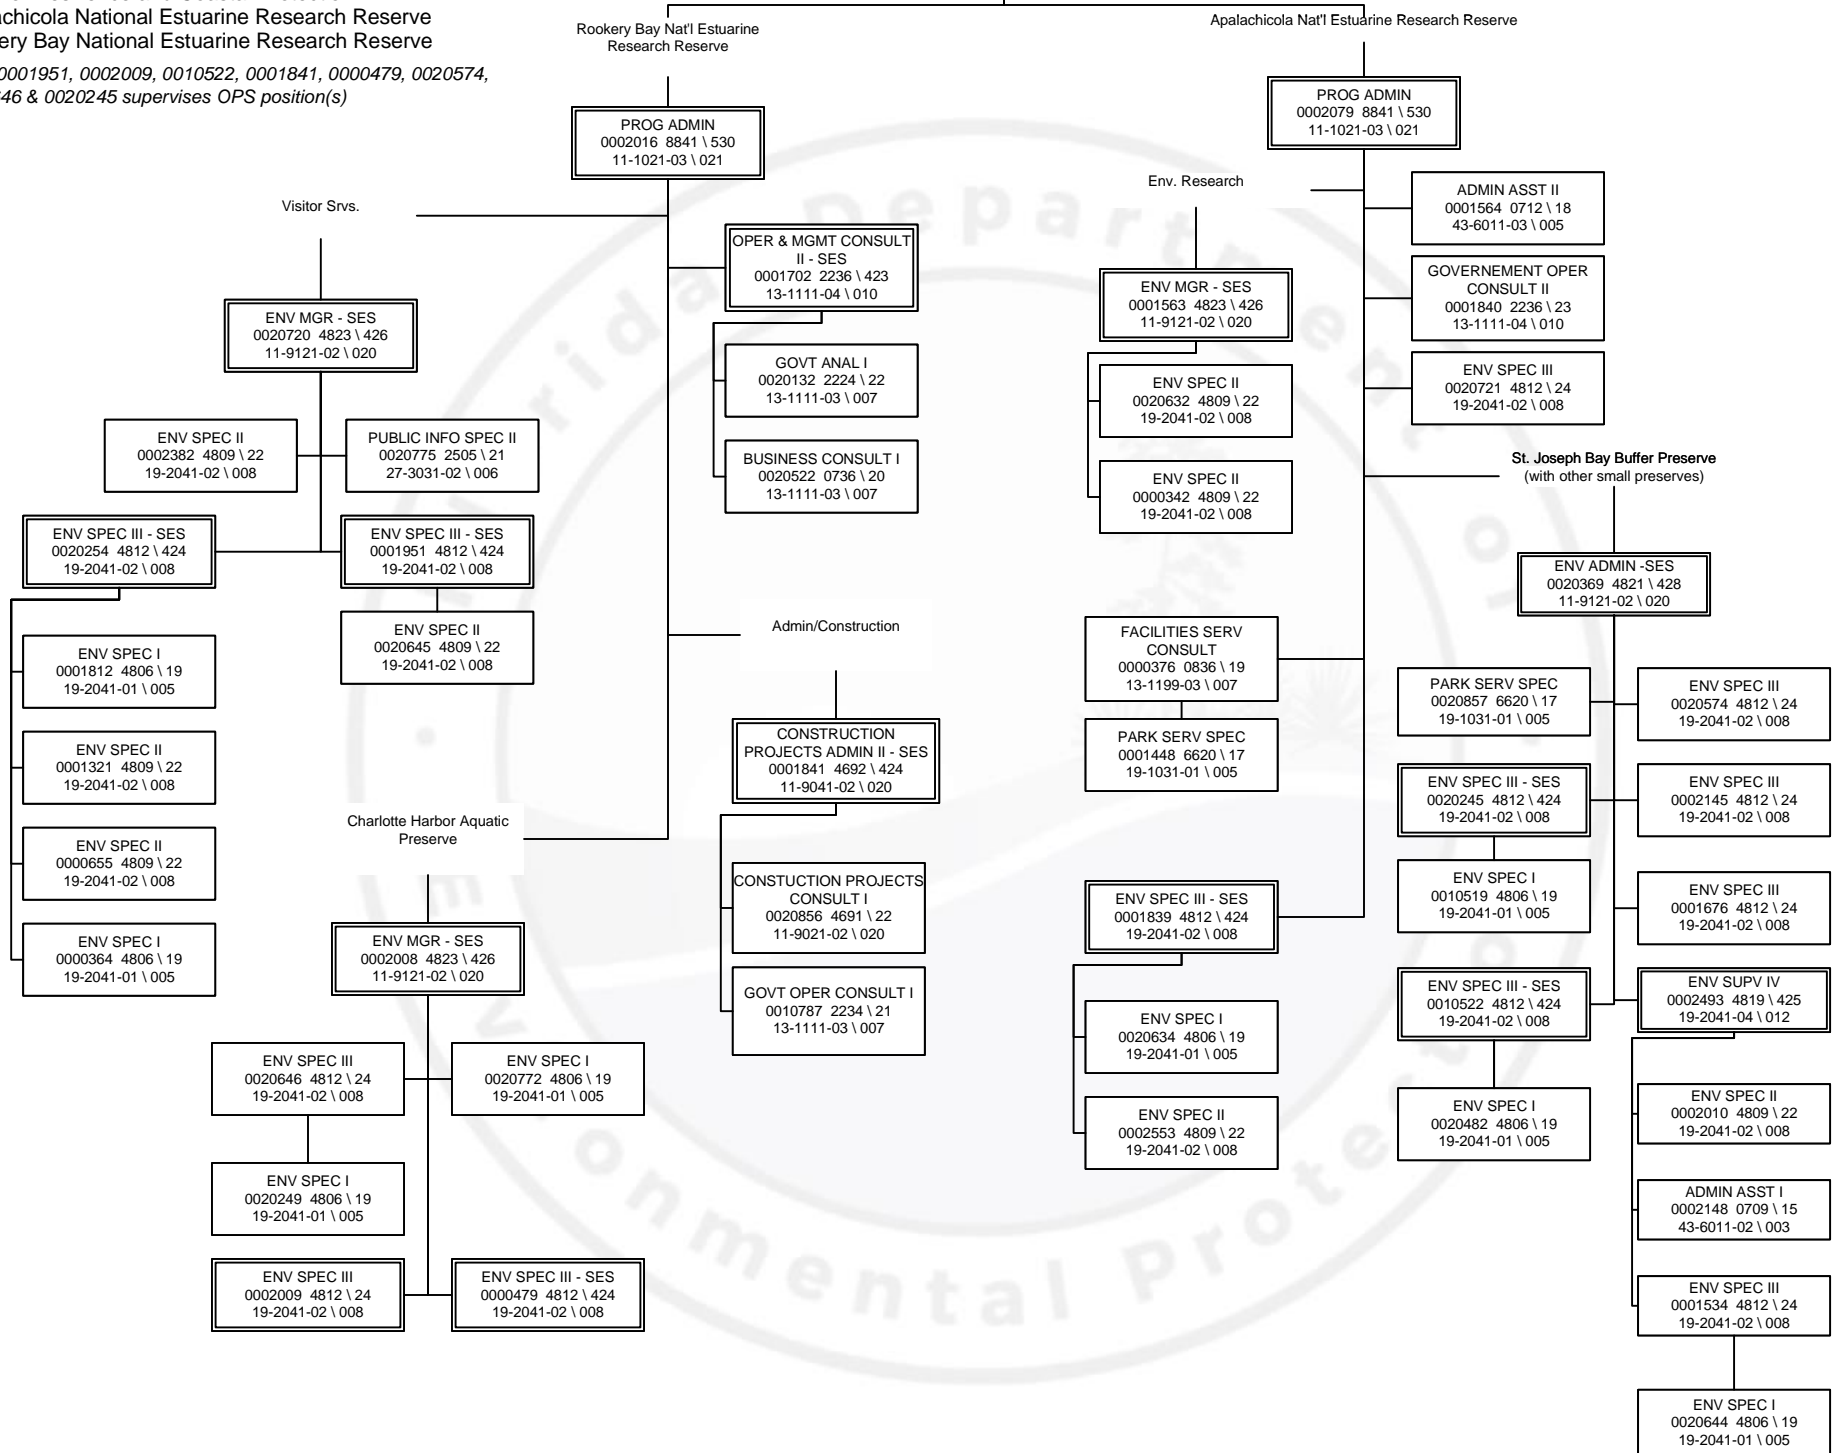 Apalachicola National Estuarine Research Reserve
Rookery Bay National Estuarine Research Reserve
0001951, 0002009, 0010522, 0001841, 0000479, 0020574,
46 & 0020245 supervises OPS position(s)
Rookery Bay Nat'l Estuarine
Research Reserve
PROG ADMIN
0002016 8841 \ 530
11-1021-03 \ 021
Visitor Srvs.
ENV MGR - SES
0020720 4823 \ 426
11-9121-02 \ 020
ENV SPEC II
0002382 4809 \ 22
19-2041-02 \ 008
PUBLIC INFO SPEC II
0020775 2505 \ 21
27-3031-02 \ 006
ENV SPEC III - SES
0020254 4812 \ 424
19-2041-02 \ 008
ENV SPEC III - SES
0001951 4812 \ 424
19-2041-02 \ 008
ENV SPEC II
0020645 4809 \ 22
19-2041-02 \ 008
ENV SPEC I
0001812 4806 \ 19
19-2041-01 \ 005
ENV SPEC II
0001321 4809 \ 22
19-2041-02 \ 008
ENV SPEC II
0000655 4809 \ 22
19-2041-02 \ 008
ENV SPEC I
0000364 4806 \ 19
19-2041-01 \ 005
OPER & MGMT CONSULT
II - SES
0001702 2236 \ 423
13-1111-04 \ 010
GOVT ANAL I
0020132 2224 \ 22
13-1111-03 \ 007
BUSINESS CONSULT I
0020522 0736 \ 20
13-1111-03 \ 007
Admin/Construction
CONSTRUCTION
PROJECTS ADMIN II - SES
0001841 4692 \ 424
11-9041-02 \ 020
CONSTUCTION PROJECTS
CONSULT I
0020856 4691 \ 22
11-9021-02 \ 020
GOVT OPER CONSULT I
0010787 2234 \ 21
13-1111-03 \ 007
Charlotte Harbor Aquatic
Preserve
ENV MGR - SES
0002008 4823 \ 426
11-9121-02 \ 020
ENV SPEC III
0020646 4812 \ 24
19-2041-02 \ 008
ENV SPEC I
0020772 4806 \ 19
19-2041-01 \ 005
ENV SPEC I
0020249 4806 \ 19
19-2041-01 \ 005
ENV SPEC III
0002009 4812 \ 24
19-2041-02 \ 008
ENV SPEC III - SES
0000479 4812 \ 424
19-2041-02 \ 008
Apalachicola Nat'l Estuarine Research Reserve
PROG ADMIN
0002079 8841 \ 530
11-1021-03 \ 021
Env. Research
ENV MGR - SES
0001563 4823 \ 426
11-9121-02 \ 020
ENV SPEC II
0020632 4809 \ 22
19-2041-02 \ 008
ENV SPEC II
0000342 4809 \ 22
19-2041-02 \ 008
ADMIN ASST II
0001564 0712 \ 18
43-6011-03 \ 005
GOVERNEMENT OPER
CONSULT II
0001840 2236 \ 23
13-1111-04 \ 010
ENV SPEC III
0020721 4812 \ 24
19-2041-02 \ 008
FACILITIES SERV
CONSULT
0000376 0836 \ 19
13-1199-03 \ 007
PARK SERV SPEC
0001448 6620 \ 17
19-1031-01 \ 005
ENV SPEC III - SES
0001839 4812 \ 424
19-2041-02 \ 008
ENV SPEC I
0020634 4806 \ 19
19-2041-01 \ 005
ENV SPEC II
0002553 4809 \ 22
19-2041-02 \ 008
St. Joseph Bay Buffer Preserve
(with other small preserves)
ENV ADMIN -SES
0020369 4821 \ 428
11-9121-02 \ 020
PARK SERV SPEC
0020857 6620 \ 17
19-1031-01 \ 005
ENV SPEC III
0020574 4812 \ 24
19-2041-02 \ 008
ENV SPEC III - SES
0020245 4812 \ 424
19-2041-02 \ 008
ENV SPEC III
0002145 4812 \ 24
19-2041-02 \ 008
ENV SPEC I
0010519 4806 \ 19
19-2041-01 \ 005
ENV SPEC III
0001676 4812 \ 24
19-2041-02 \ 008
ENV SPEC III - SES
0010522 4812 \ 424
19-2041-02 \ 008
ENV SUPV IV
0002493 4819 \ 425
19-2041-04 \ 012
ENV SPEC I
0020482 4806 \ 19
19-2041-01 \ 005
ENV SPEC II
0002010 4809 \ 22
19-2041-02 \ 008
ADMIN ASST I
0002148 0709 \ 15
43-6011-02 \ 003
ENV SPEC III
0001534 4812 \ 24
19-2041-02 \ 008
ENV SPEC I
0020644 4806 \ 19
19-2041-01 \ 005